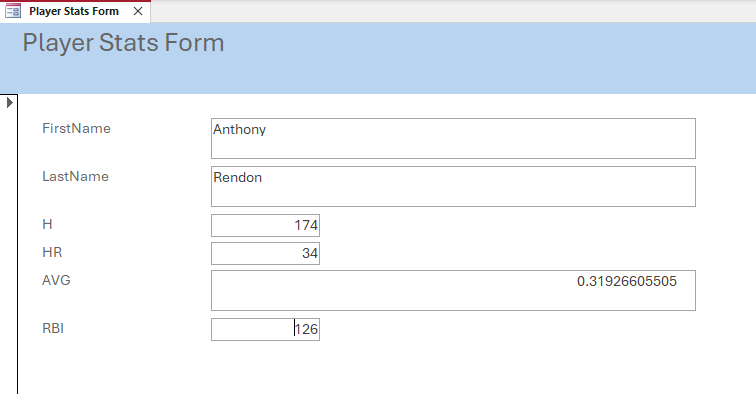 Player Stats Form
Player Stats Form
FirstName Anthony
LastName Rendon
H 174
HR 34
AVG 0.31926605505
RBI 126